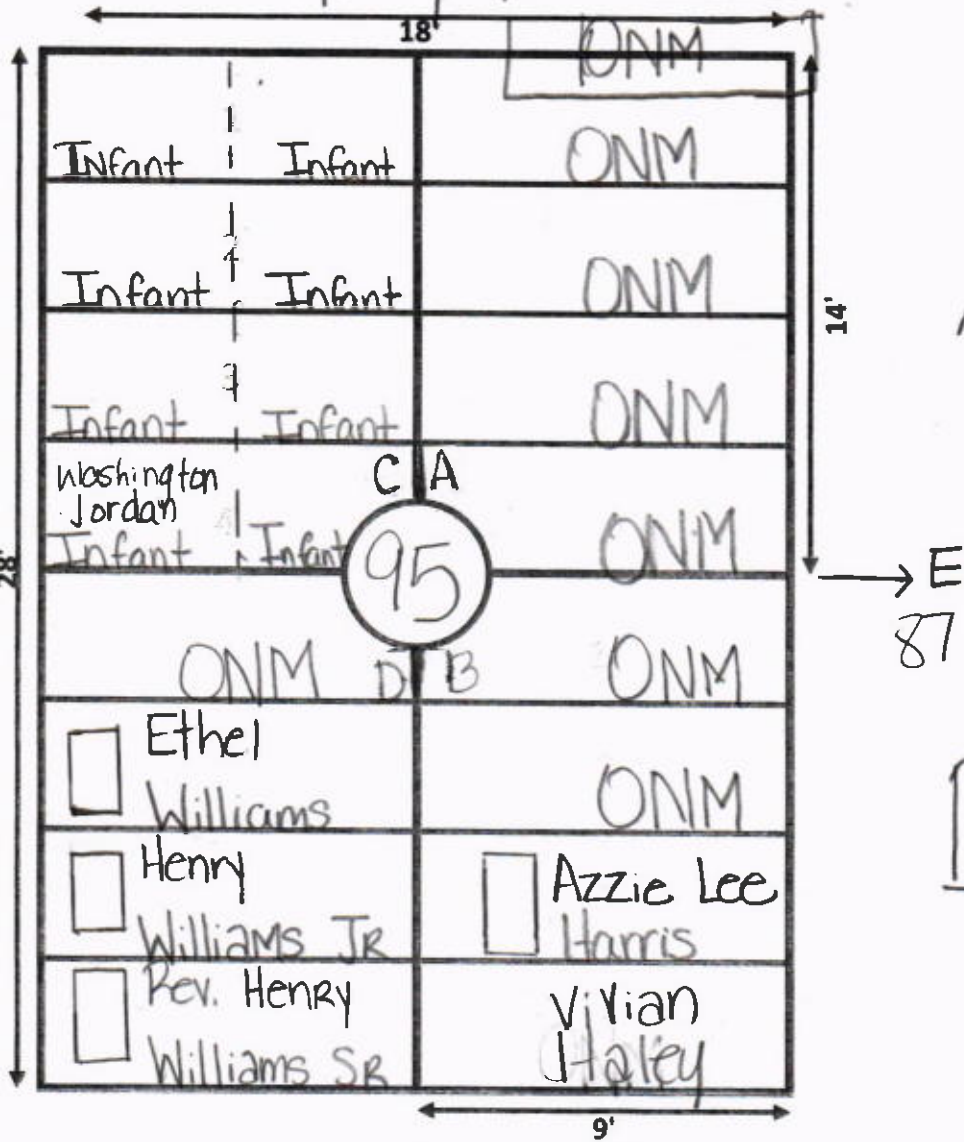 18'
ONM
Infant Infant ONM
Infant Infant ONM
14'
Infant Infant ONM
C A
Washington
Jordan
Infant Infant ONM
28'
95
E
87
ONM D B ONM
Ethel
Williams ONM
Henry Azzie Lee
Williams JR Harris
Rev. Henry Vivian
Williams SR Haley
9'